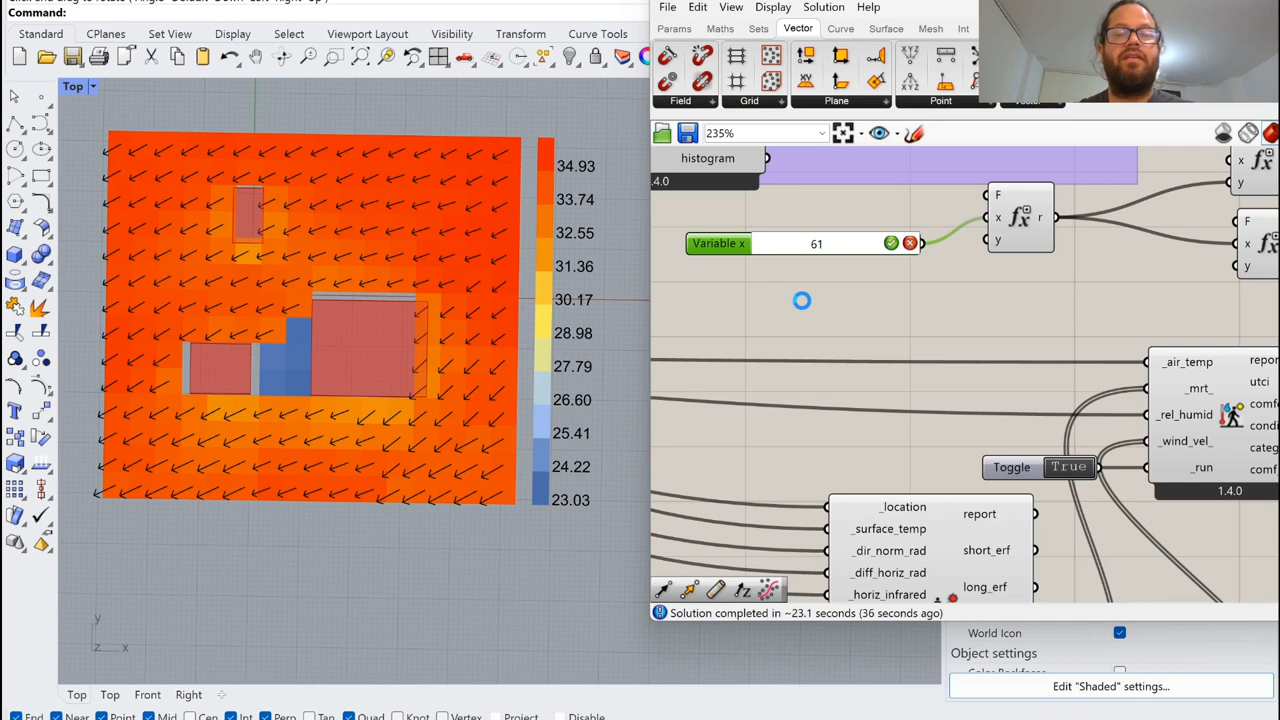 Command:
Standard CPlanes Set View Display Select Viewport Layout Visibility Transform Curve Tools
Top
34.93
33.74
32.55
31.36
30.17
28.98
27.79
26.60
25.41
24.22
23.03
y
z x
Top Top Front Right
End Near Point Mid Cen Int Perp Tan Quad Knot Vertex Project Disable
File Edit View Display Solution Help
Params Maths Sets Vector Curve Surface Mesh Int
Field Grid Plane Point
235%
histogram
1.4.0
Variable x 61
F
x
y
r
x
y
F
x
y
_air_temp
_mrt_
_rel_humid
_wind_vel_
_run
utci
1.4.0
Toggle True
_location
_surface_temp
_dir_norm_rad
_diff_horiz_rad
_horiz_infrared
report
short_erf
long_erf
Solution completed in ~23.1 seconds (36 seconds ago)
World Icon
Object settings
Edit "Shaded" settings...